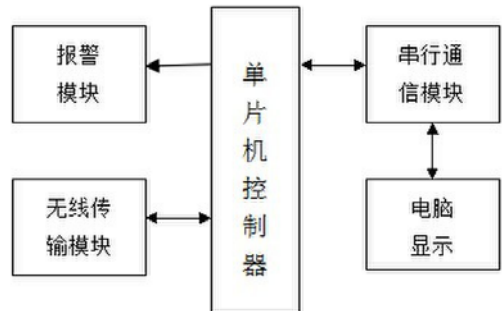 报警
模块
无线传
输模块
单
片
机
控
制
器
串行通
信模块
电脑
显示